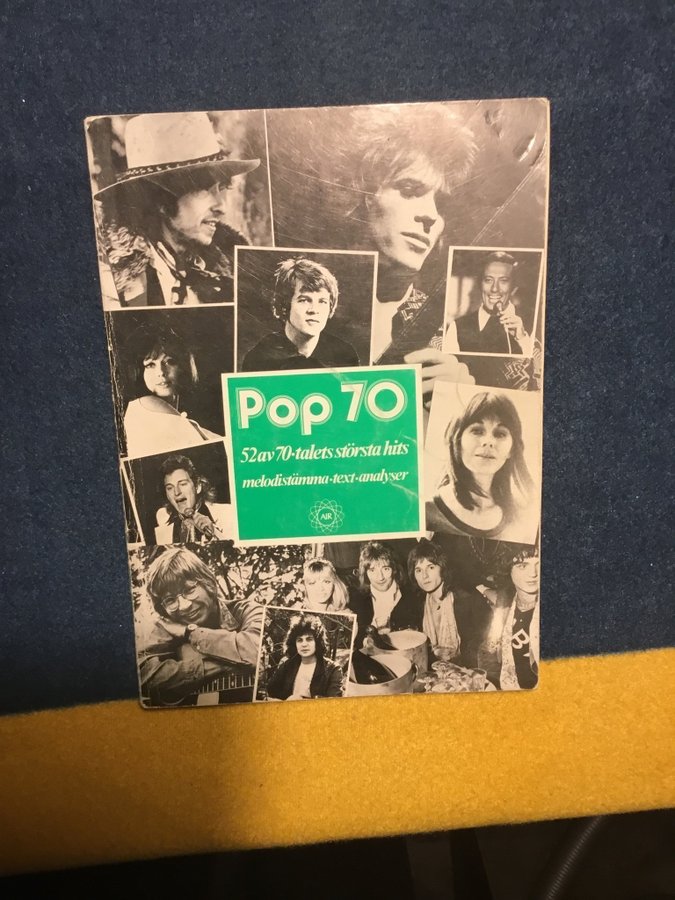 Pop 70
52 av 70-talets största hits
melodistämma·text·analyser
AIR